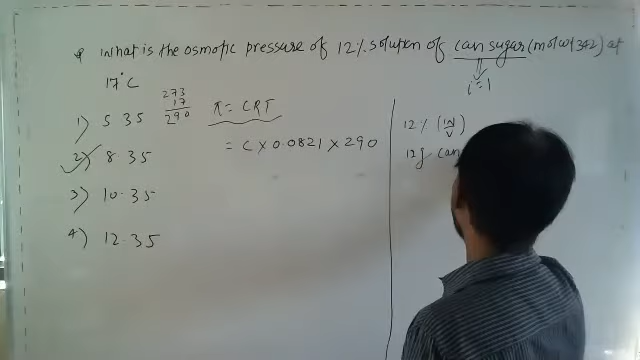 Q What is the osmotic pressure of 12% solution of can sugar (mol wt 342) at
17°C
i=1
1) 5.35
2) 8.35
3) 10.35
4) 12.35
273
17
290
π = CRT
= C × 0.0821 × 290
12% (W/V)
12g can